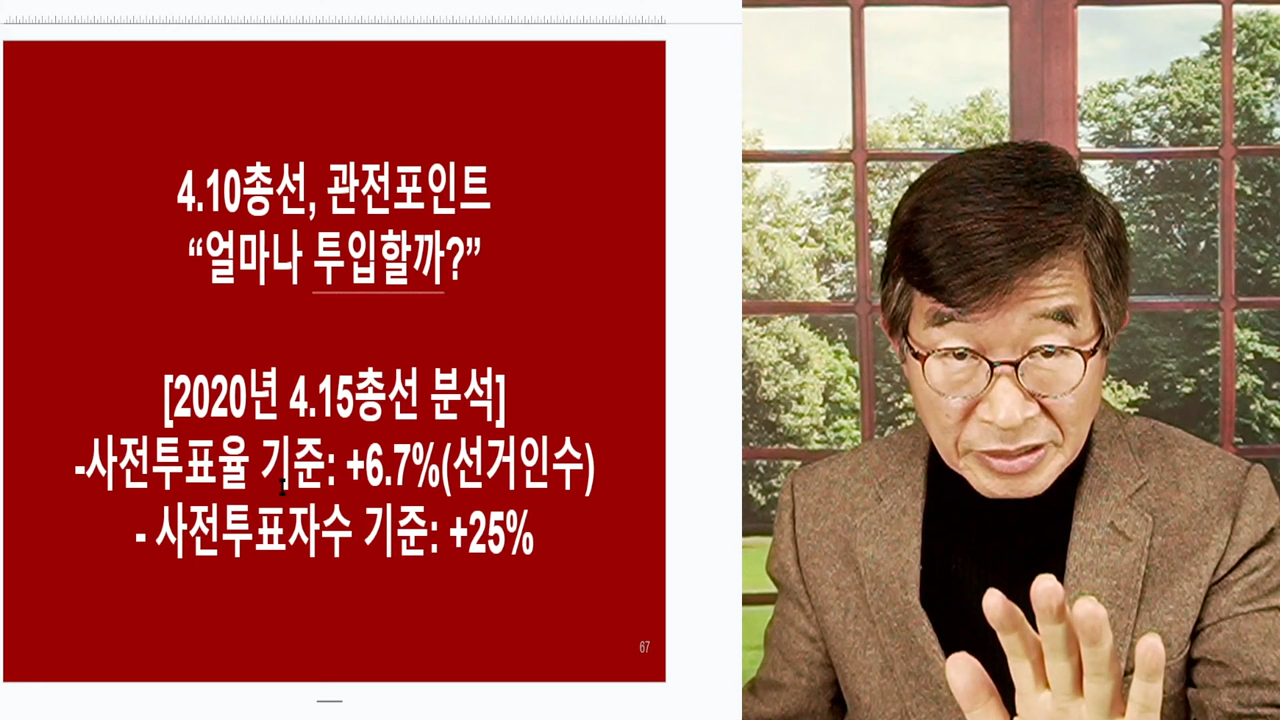 4.10총선, 관전포인트
“얼마나 투입할까?”
[2020년 4.15총선 분석]
-사전투표율 기준: +6.7%(선거인수)
- 사전투표자수 기준: +25%
67